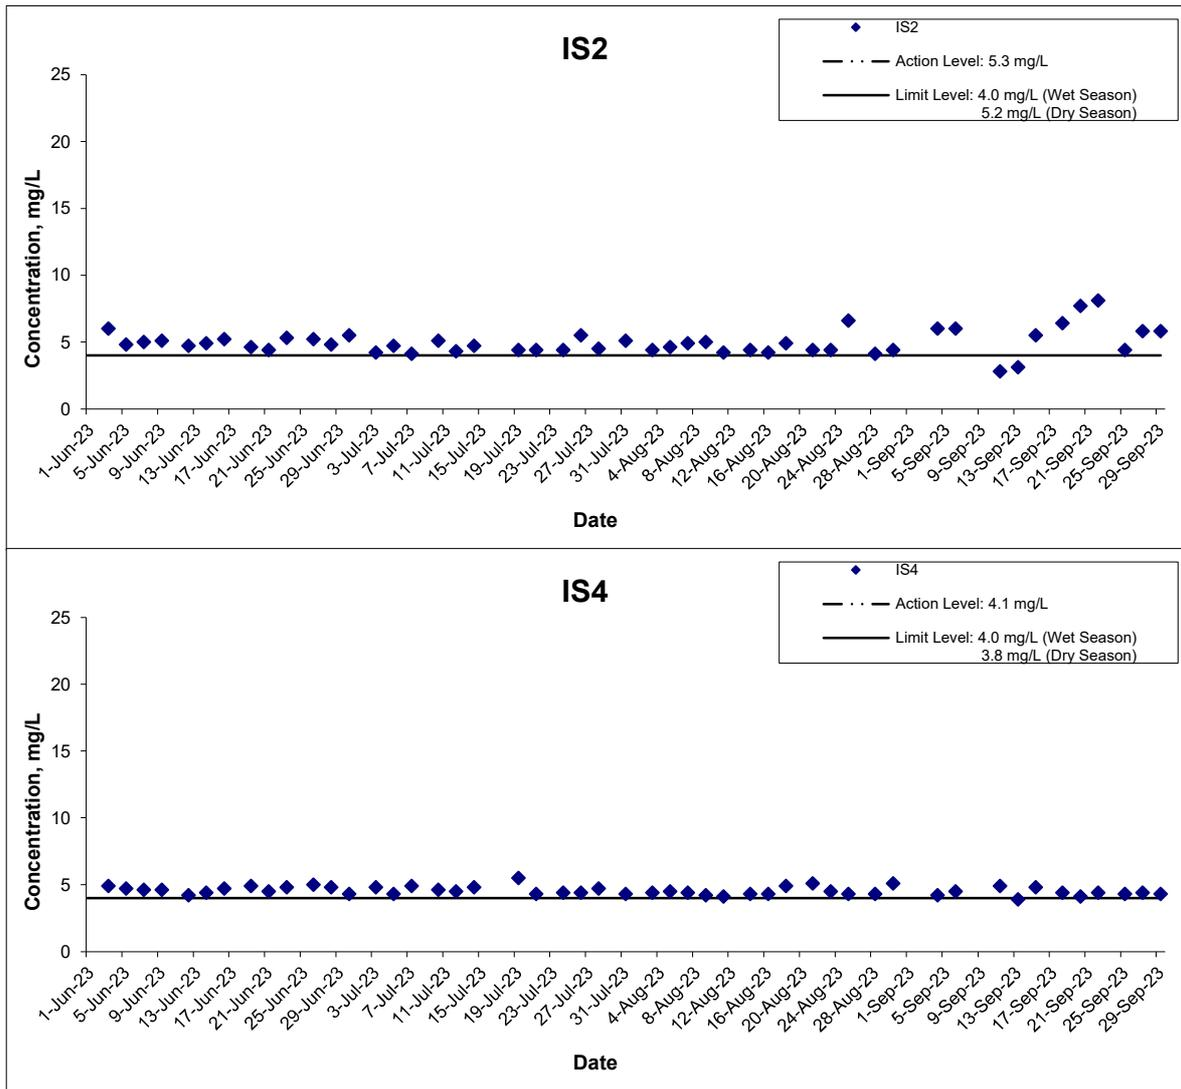 IS2
IS2
Action Level: 5.3 mg/L
Limit Level: 4.0 mg/L (Wet Season)
5.2 mg/L (Dry Season)
Concentration, mg/L
25
20
15
10
5
0
1-Jun-23
5-Jun-23
9-Jun-23
13-Jun-23
17-Jun-23
21-Jun-23
25-Jun-23
29-Jun-23
3-Jul-23
7-Jul-23
11-Jul-23
15-Jul-23
19-Jul-23
23-Jul-23
27-Jul-23
31-Jul-23
4-Aug-23
8-Aug-23
12-Aug-23
16-Aug-23
20-Aug-23
24-Aug-23
28-Aug-23
1-Sep-23
5-Sep-23
9-Sep-23
13-Sep-23
17-Sep-23
21-Sep-23
25-Sep-23
29-Sep-23
Date
IS4
IS4
Action Level: 4.1 mg/L
Limit Level: 4.0 mg/L (Wet Season)
3.8 mg/L (Dry Season)
Concentration, mg/L
25
20
15
10
5
0
1-Jun-23
5-Jun-23
9-Jun-23
13-Jun-23
17-Jun-23
21-Jun-23
25-Jun-23
29-Jun-23
3-Jul-23
7-Jul-23
11-Jul-23
15-Jul-23
19-Jul-23
23-Jul-23
27-Jul-23
31-Jul-23
4-Aug-23
8-Aug-23
12-Aug-23
16-Aug-23
20-Aug-23
24-Aug-23
28-Aug-23
1-Sep-23
5-Sep-23
9-Sep-23
13-Sep-23
17-Sep-23
21-Sep-23
25-Sep-23
29-Sep-23
Date